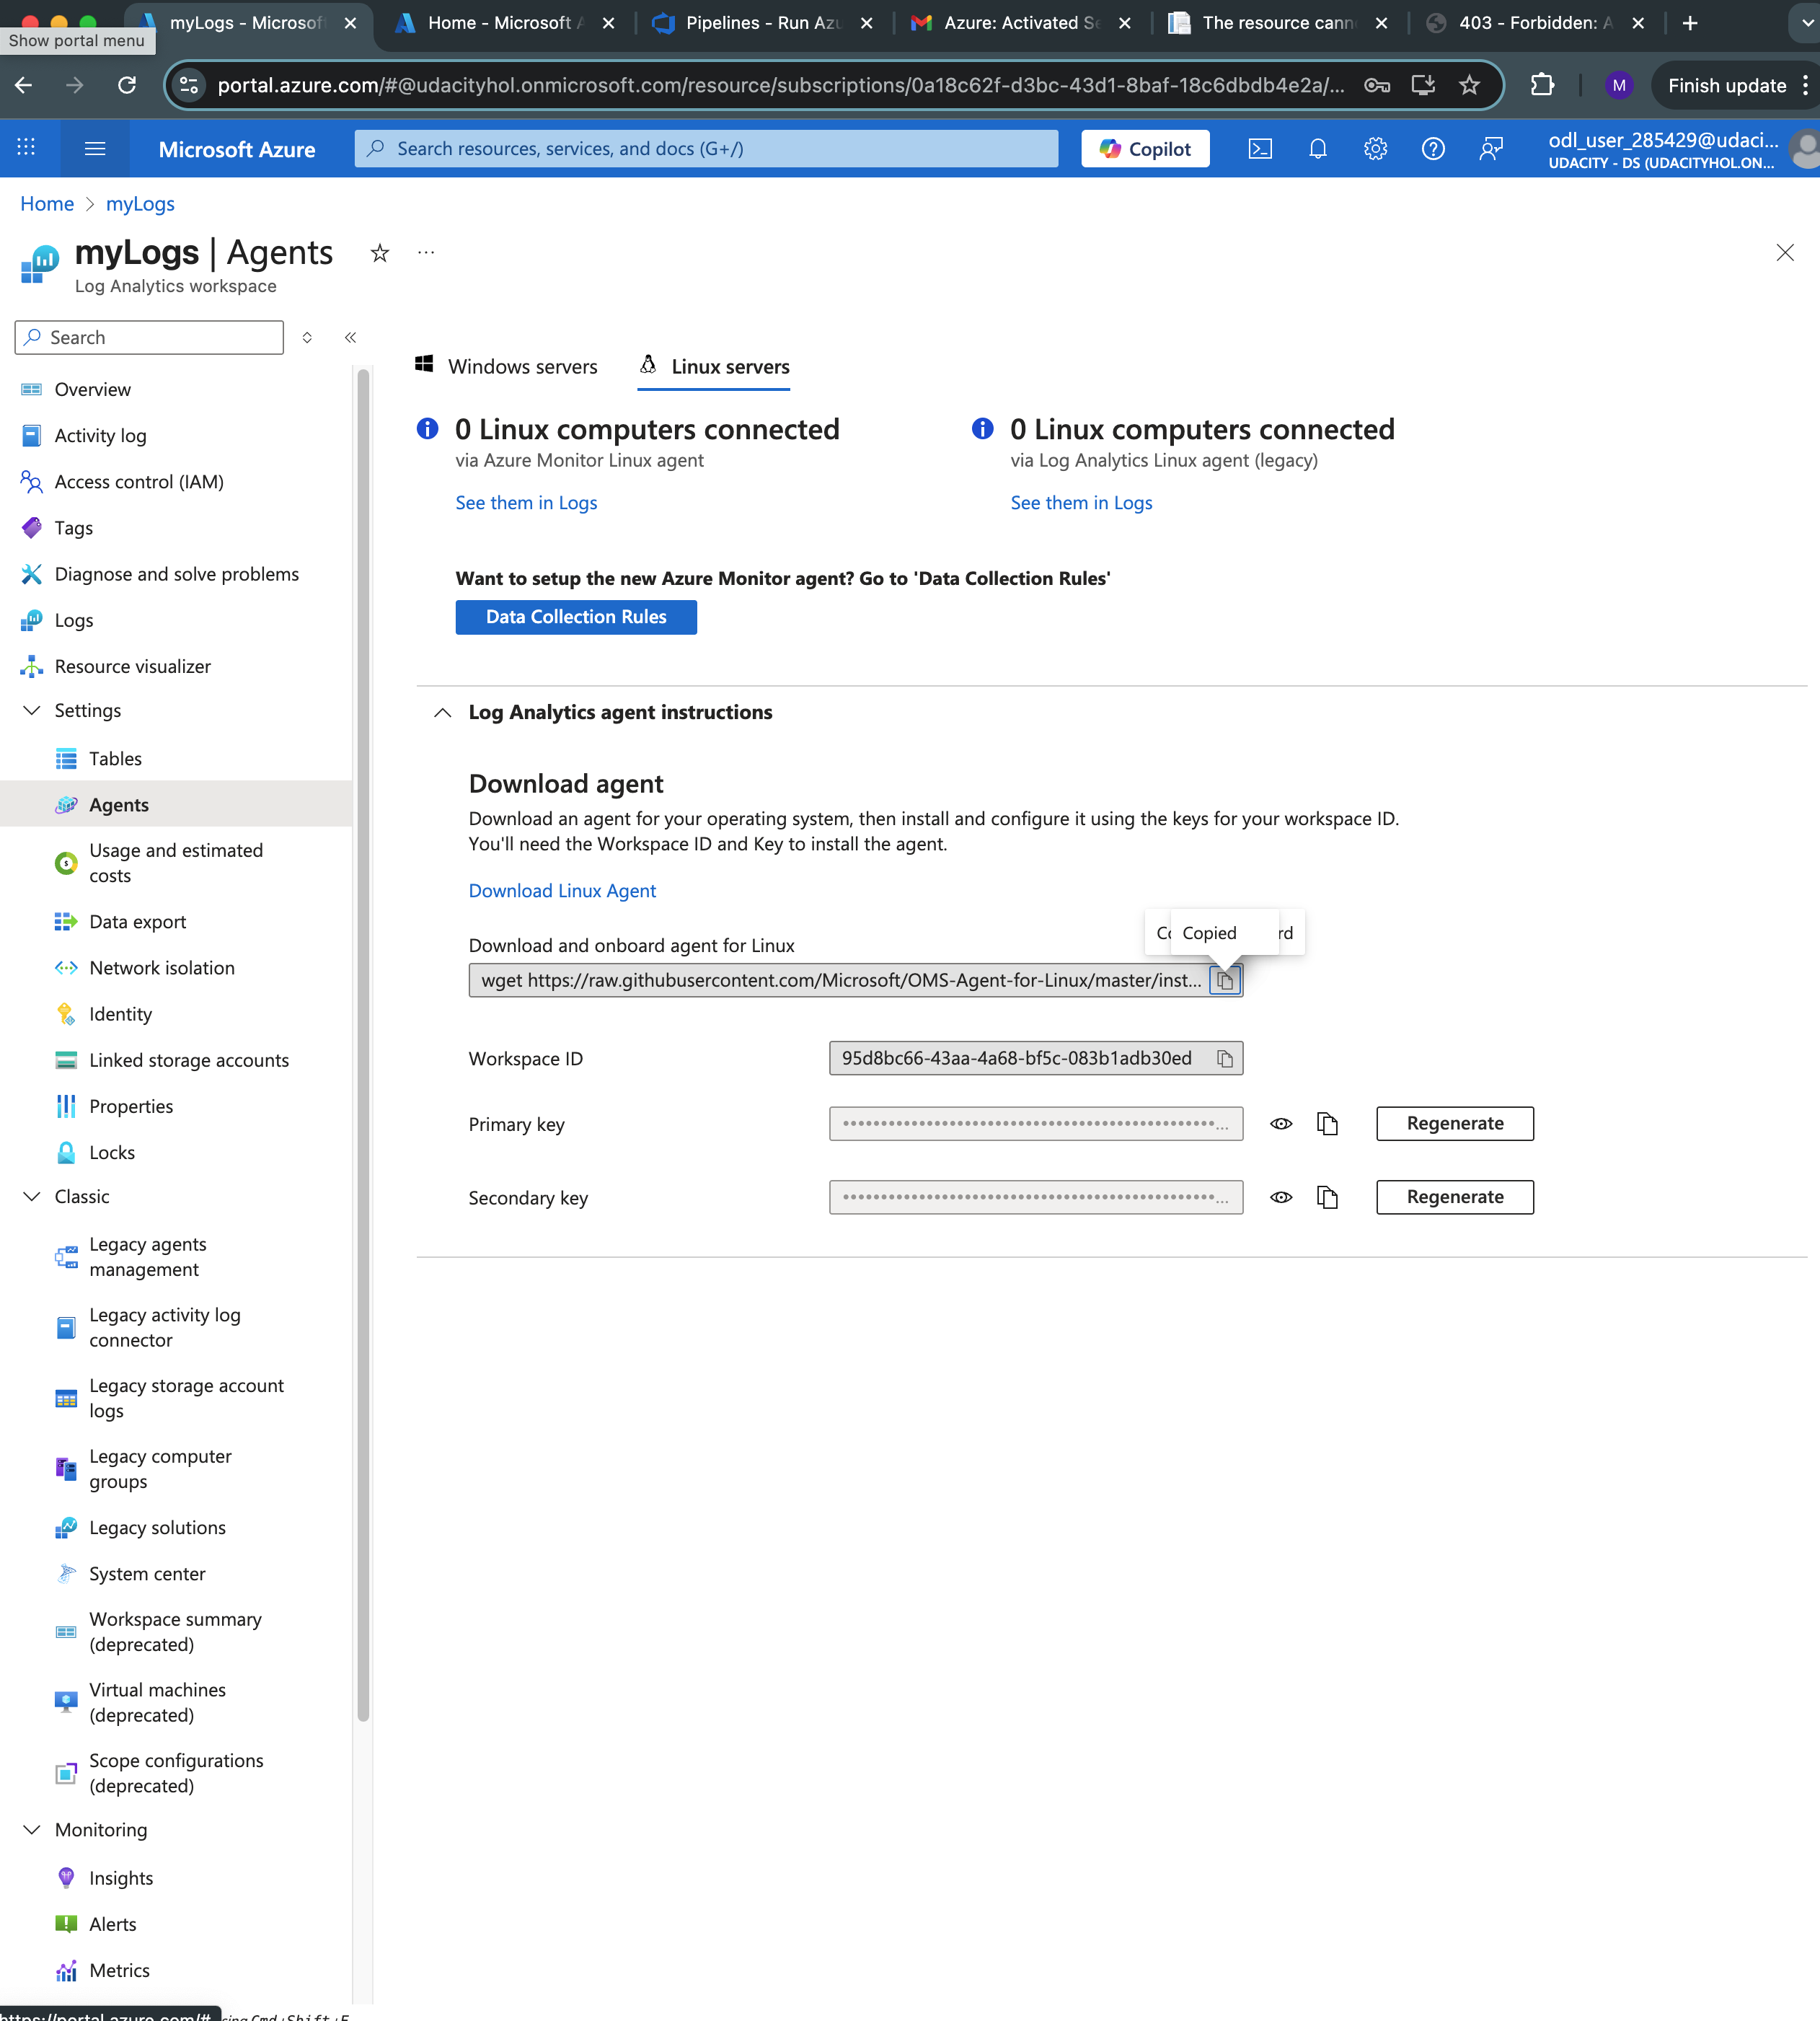 myLogs - Microsof
Home - Microsoft A
Pipelines - Run Azu
Azure: Activated Se
The resource cann
403 - Forbidden: A
Show portal menu
portal.azure.com/#@udacityhol.onmicrosoft.com/resource/subscriptions/0a18c62f-d3bc-43d1-8baf-18c6dbdb4e2a/...
M
Finish update
Microsoft Azure
Search resources, services, and docs (G+/)
Copilot
odl_user_285429@udaci...
UDACITY - DS (UDACITYHOL.ON...
Home > myLogs
myLogs | Agents
...
Log Analytics workspace
Search
Overview
Activity log
Access control (IAM)
Tags
Diagnose and solve problems
Logs
Resource visualizer
Settings
Tables
Agents
Usage and estimated
costs
Data export
Network isolation
Identity
Linked storage accounts
Properties
Locks
Classic
Legacy agents
management
Legacy activity log
connector
Legacy storage account
logs
Legacy computer
groups
Legacy solutions
System center
Workspace summary
(deprecated)
Virtual machines
(deprecated)
Scope configurations
(deprecated)
Monitoring
Insights
Alerts
Metrics
Windows servers
Linux servers
0 Linux computers connected
via Azure Monitor Linux agent
See them in Logs
0 Linux computers connected
via Log Analytics Linux agent (legacy)
See them in Logs
Want to setup the new Azure Monitor agent? Go to 'Data Collection Rules'
Data Collection Rules
Log Analytics agent instructions
Download agent
Download an agent for your operating system, then install and configure it using the keys for your workspace ID.
You'll need the Workspace ID and Key to install the agent.
Download Linux Agent
Copied
Download and onboard agent for Linux
wget https://raw.githubusercontent.com/Microsoft/OMS-Agent-for-Linux/master/inst...
Workspace ID
95d8bc66-43aa-4a68-bf5c-083b1adb30ed
Primary key
Regenerate
Secondary key
Regenerate
https://portal.azure.com/#
Cmd+Shift+F